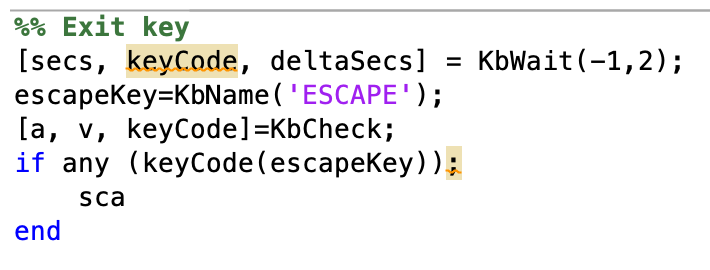 %% Exit key
[secs, keyCode, deltaSecs] = KbWait(-1,2);
escapeKey=KbName('ESCAPE');
[a, v, keyCode]=KbCheck;
if any (keyCode(escapeKey));
    sca
end